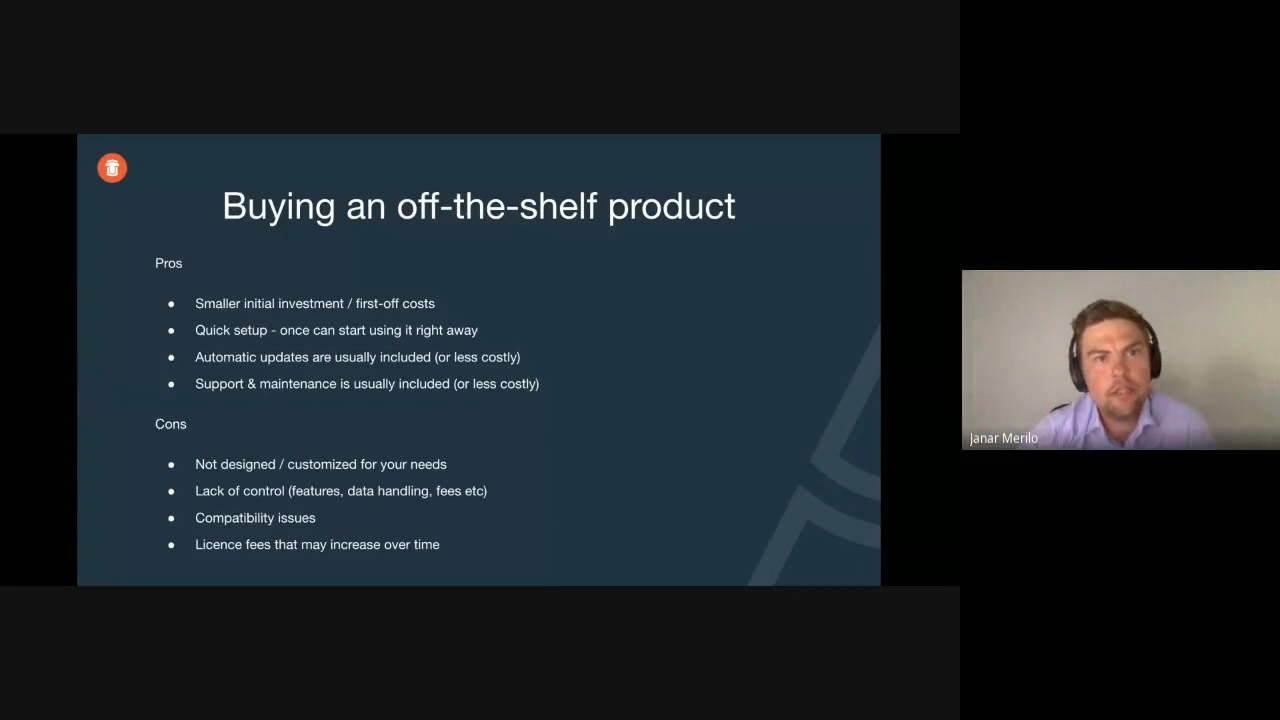 Buying an off-the-shelf product
Pros
● Smaller initial investment / first-off costs
● Quick setup - once can start using it right away
● Automatic updates are usually included (or less costly)
● Support & maintenance is usually included (or less costly)
Cons
● Not designed / customized for your needs
● Lack of control (features, data handling, fees etc)
● Compatibility issues
● Licence fees that may increase over time
Janar Merilo